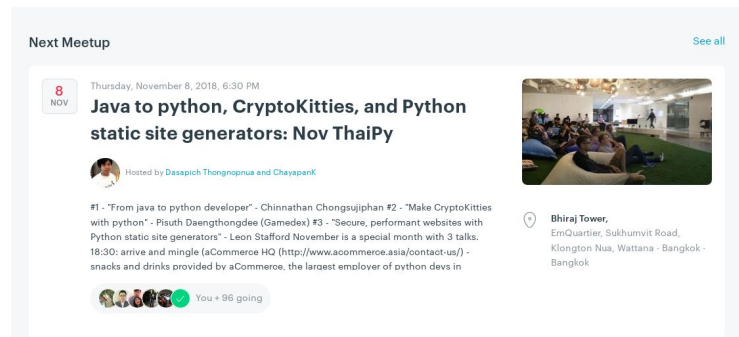 Next Meetup
See all
8
NOV
Thursday, November 8, 2018, 6:30 PM
Java to python, CryptoKitties, and Python
static site generators: Nov ThaiPy
Hosted by Dasapich Thongnopnua and ChayapanK
#1 - "From java to python developer" - Chinnathan Chongsujiphan #2 - "Make CryptoKitties
with python" - Pisuth Daengthongdee (Gamedex) #3 - "Secure, performant websites with
Python static site generators" - Leon Stafford November is a special month with 3 talks.
18:30: arrive and mingle (aCommerce HQ (http://www.acommerce.asia/contact-us/) -
snacks and drinks provided by aCommerce, the largest employer of python devs in
You + 96 going
Bhiraj Tower,
EmQuartier, Sukhumvit Road,
Klongton Nua, Wattana - Bangkok -
Bangkok